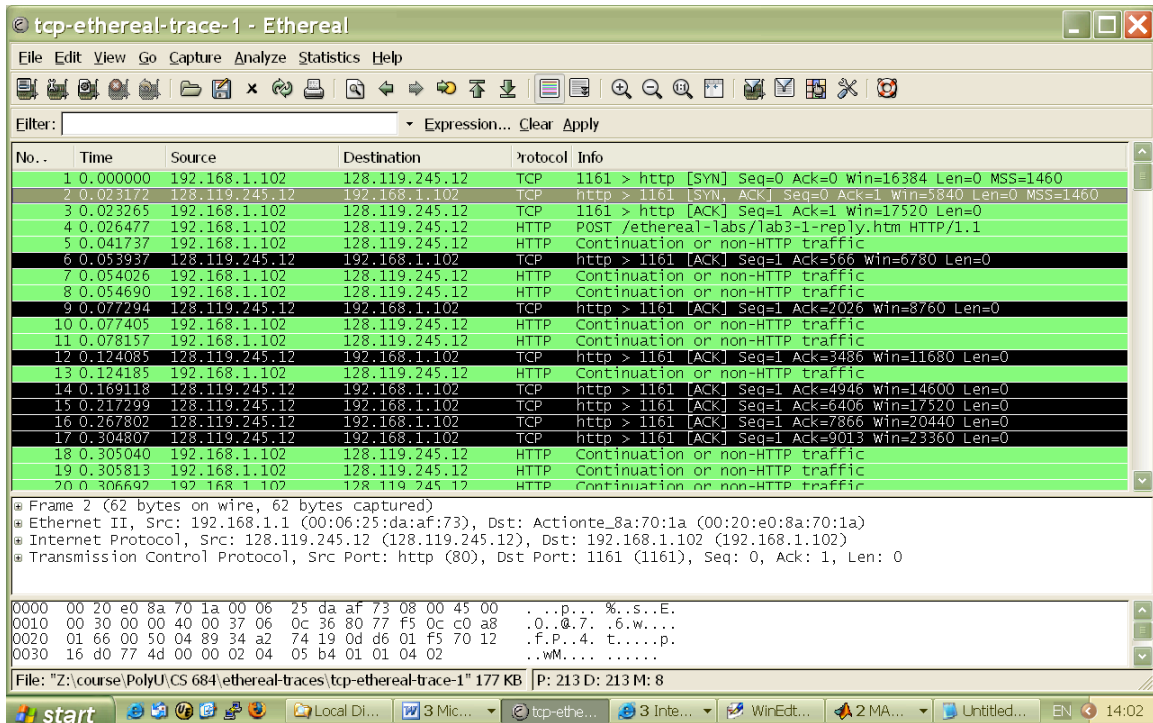 tcp-ethereal-trace-1 - Ethereal
File Edit View Go Capture Analyze Statistics Help
Filter: Expression... Clear Apply
No. . Time Source Destination Protocol Info
1 0.000000 192.168.1.102 128.119.245.12 TCP 1161 > http [SYN] Seq=0 Ack=0 Win=16384 Len=0 MSS=1460
2 0.023172 128.119.245.12 192.168.1.102 TCP http > 1161 [SYN, ACK] Seq=0 Ack=1 Win=5840 Len=0 MSS=1460
3 0.023265 192.168.1.102 128.119.245.12 TCP 1161 > http [ACK] Seq=1 Ack=1 Win=17520 Len=0
4 0.026477 192.168.1.102 128.119.245.12 HTTP POST /ethereal-labs/lab3-1-reply.htm HTTP/1.1
5 0.041737 192.168.1.102 128.119.245.12 HTTP Continuation or non-HTTP traffic
6 0.053937 128.119.245.12 192.168.1.102 TCP http > 1161 [ACK] Seq=1 Ack=566 Win=6780 Len=0
7 0.054026 192.168.1.102 128.119.245.12 HTTP Continuation or non-HTTP traffic
8 0.054690 192.168.1.102 128.119.245.12 HTTP Continuation or non-HTTP traffic
9 0.077294 128.119.245.12 192.168.1.102 TCP http > 1161 [ACK] Seq=1 Ack=2026 Win=8760 Len=0
10 0.077405 192.168.1.102 128.119.245.12 HTTP Continuation or non-HTTP traffic
11 0.078157 192.168.1.102 128.119.245.12 HTTP Continuation or non-HTTP traffic
12 0.124085 128.119.245.12 192.168.1.102 TCP http > 1161 [ACK] Seq=1 Ack=3486 Win=11680 Len=0
13 0.124185 192.168.1.102 128.119.245.12 HTTP Continuation or non-HTTP traffic
14 0.169118 128.119.245.12 192.168.1.102 TCP http > 1161 [ACK] Seq=1 Ack=4946 Win=14600 Len=0
15 0.217299 128.119.245.12 192.168.1.102 TCP http > 1161 [ACK] Seq=1 Ack=6406 Win=17520 Len=0
16 0.267802 128.119.245.12 192.168.1.102 TCP http > 1161 [ACK] Seq=1 Ack=7866 Win=20440 Len=0
17 0.304807 128.119.245.12 192.168.1.102 TCP http > 1161 [ACK] Seq=1 Ack=9013 Win=23360 Len=0
18 0.305040 192.168.1.102 128.119.245.12 HTTP Continuation or non-HTTP traffic
19 0.305813 192.168.1.102 128.119.245.12 HTTP Continuation or non-HTTP traffic
20 0.306692 192.168.1.102 128.119.245.12 HTTP Continuation or non-HTTP traffic
Frame 2 (62 bytes on wire, 62 bytes captured)
Ethernet II, Src: 192.168.1.1 (00:06:25:da:af:73), Dst: Actionte_8a:70:1a (00:20:e0:8a:70:1a)
Internet Protocol, Src: 128.119.245.12 (128.119.245.12), Dst: 192.168.1.102 (192.168.1.102)
Transmission Control Protocol, Src Port: http (80), Dst Port: 1161 (1161), Seq: 0, Ack: 1, Len: 0
0000 00 20 e0 8a 70 1a 00 06 25 da af 73 08 00 45 00 . ..p... %..s..E.
0010 00 30 00 00 40 00 37 06 0c 36 80 77 f5 0c c0 a8 .0..@.7. .6.w....
0020 01 66 00 50 04 89 34 a2 74 19 0d d6 01 f5 70 12 .f.P..4. t.....p.
0030 16 d0 77 4d 00 00 02 04 05 b4 01 01 04 02 ..wM.... ......
File: "Z:\course\PolyU\CS 684\ethereal-traces\tcp-ethereal-trace-1" 177 KB P: 213 D: 213 M: 8
start Local Di... 3 Mic... tcp-ethe... 3 Inte... WinEdt... 2 MA... Untitled... EN 14:02